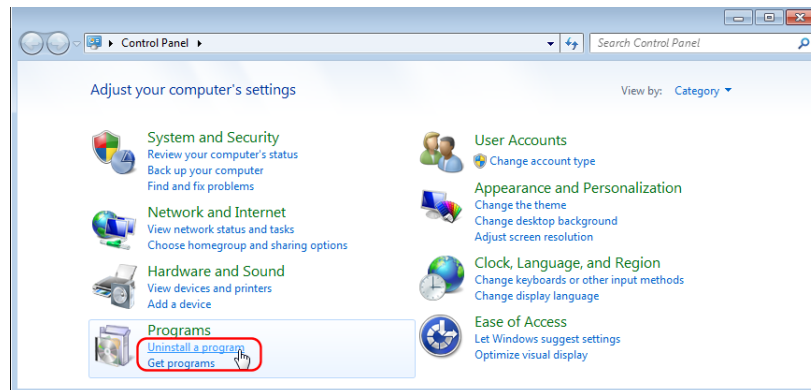 Control Panel
Search Control Panel
Adjust your computer's settings
View by: Category
System and Security
Review your computer's status
Back up your computer
Find and fix problems
Network and Internet
View network status and tasks
Choose homegroup and sharing options
Hardware and Sound
View devices and printers
Add a device
Programs
Uninstall a program
Get programs
User Accounts
Change account type
Appearance and Personalization
Change the theme
Change desktop background
Adjust screen resolution
Clock, Language, and Region
Change keyboards or other input methods
Change display language
Ease of Access
Let Windows suggest settings
Optimize visual display